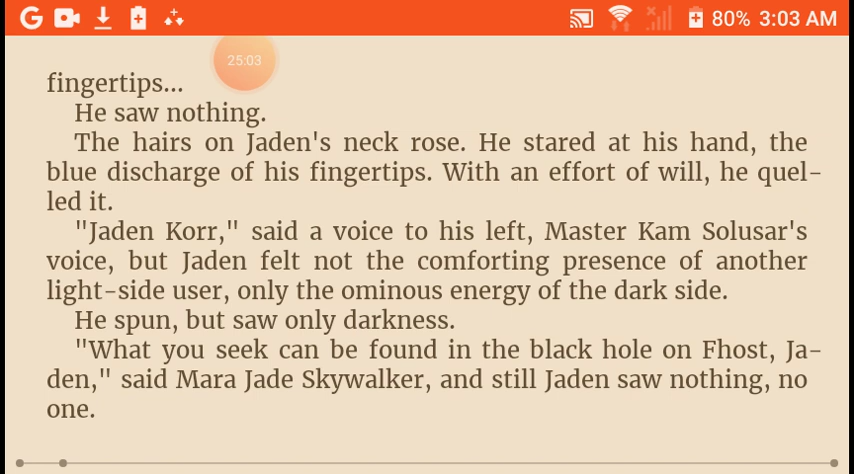 80% 3:03 AM
25:03
fingertips...
He saw nothing.
The hairs on Jaden's neck rose. He stared at his hand, the
blue discharge of his fingertips. With an effort of will, he quel-
led it.
"Jaden Korr," said a voice to his left, Master Kam Solusar's
voice, but Jaden felt not the comforting presence of another
light-side user, only the ominous energy of the dark side.
He spun, but saw only darkness.
"What you seek can be found in the black hole on Fhost, Ja-
den," said Mara Jade Skywalker, and still Jaden saw nothing, no
one.